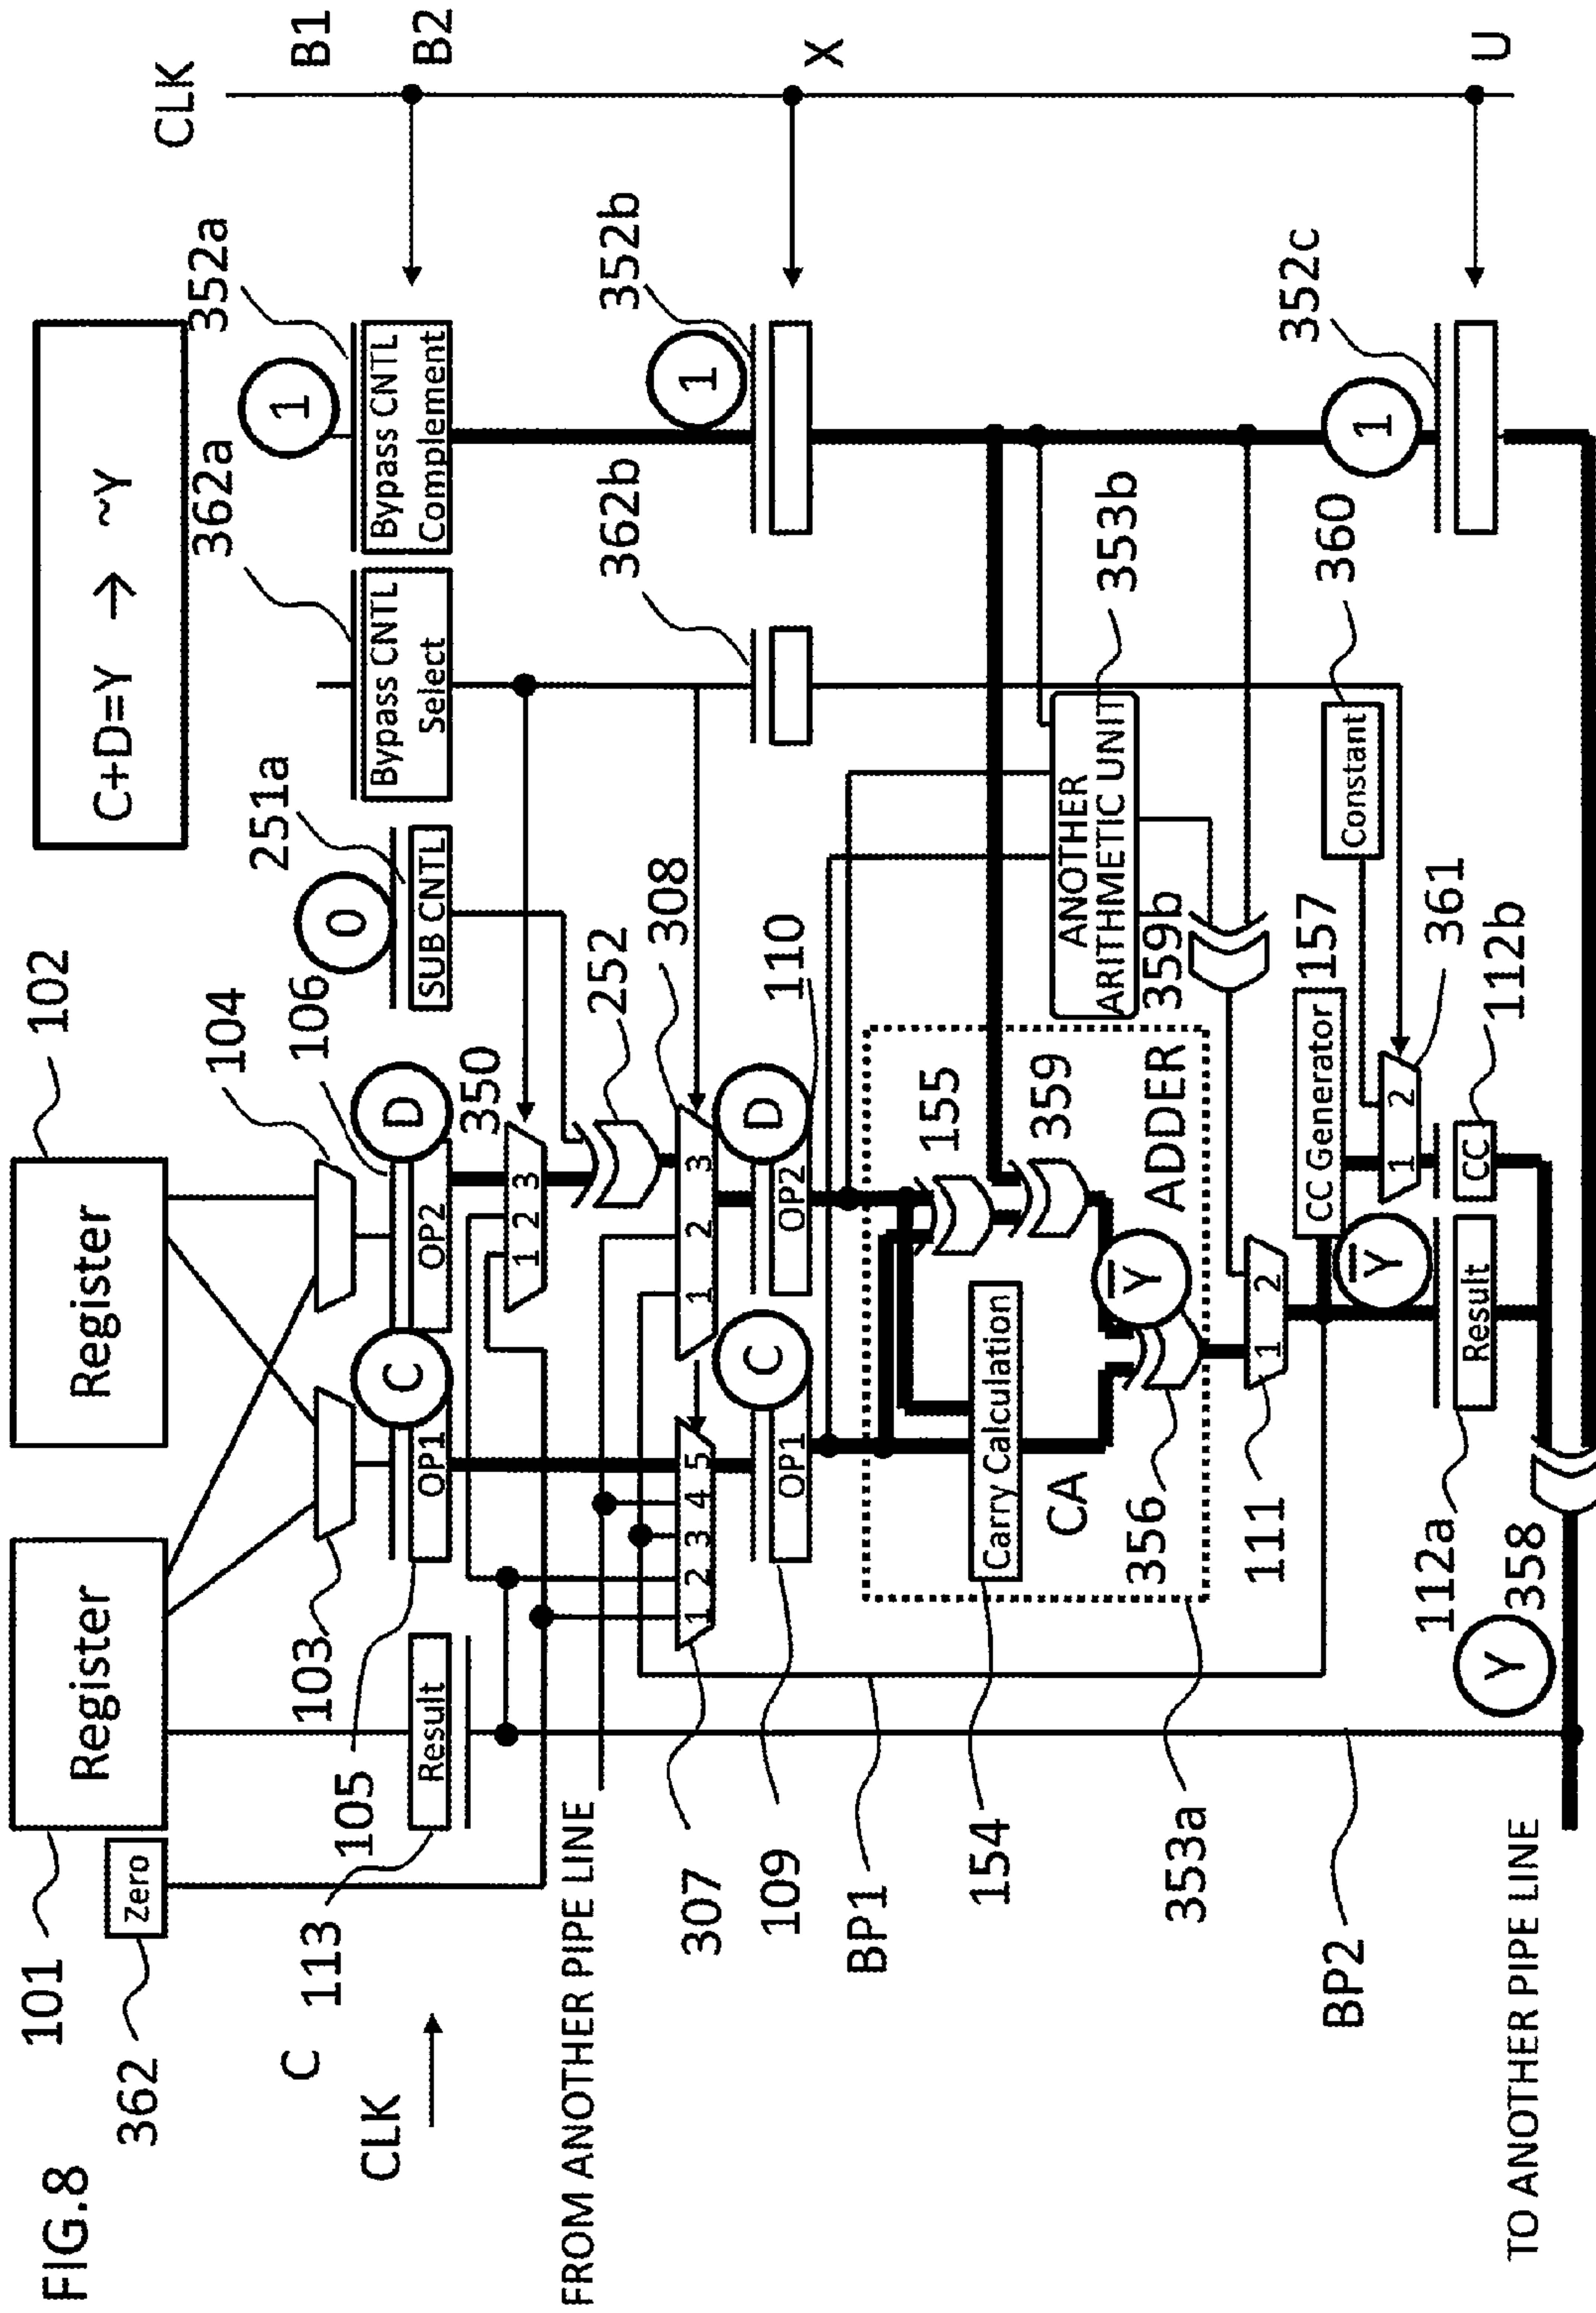 FIG.8
C+D=Y → ~Y
CLK
B1
B2
X
U
101
Register
102
Register
362
Zero
103
104
105
106
113
Result
C
CLK
C
OP1
D
OP2
0
251a
SUB CNTL
362a
Bypass CNTL
Select
1
352a
Bypass CNTL
Complement
350
1 2 3
252
FROM ANOTHER PIPE LINE
307
1 2 3 4 5
308
1 2 3
362b
1
352b
109
C
OP1
D
OP2
110
BP1
154
Carry Calculation
CA
155
359
Y̅
356
ADDER
353a
ANOTHER
ARITHMETIC UNIT
353b
359b
111
1 2
157
CC Generator
Constant
360
361
1 2
1
352c
Y̅
112a
Result
CC
112b
Y
358
BP2
TO ANOTHER PIPE LINE